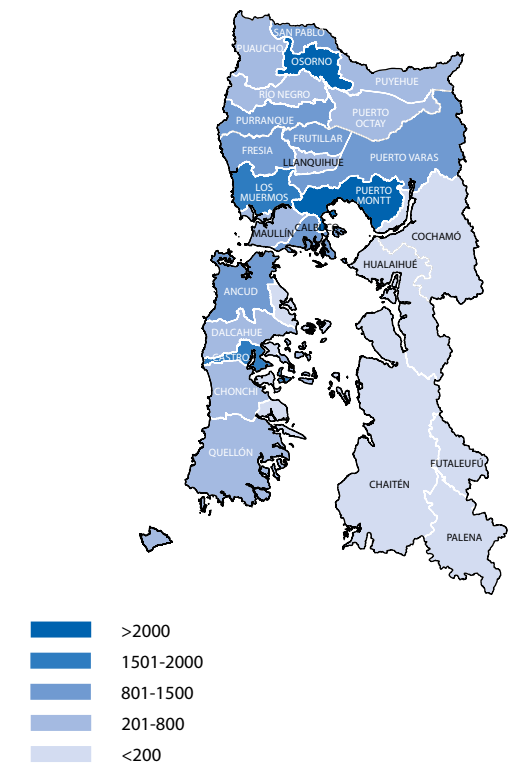 SAN PABLO
PUAUCHO
OSORNO
PUYEHUE
RIO NEGRO
PUERTO
OCTAY
PURRANQUE
FRUTILLAR
FRESIA
LLANQUIHUE
PUERTO VARAS
LOS
MUERMOS
PUERTO
MONTT
MAULLÍN
CALBUCO
COCHAMÓ
HUALAIHUÉ
ANCUD
DALCAHUE
CASTRO
CHONCHI
QUELLÓN
FUTALEUFÚ
CHAITÉN
PALENA
>2000
1501-2000
801-1500
201-800
<200